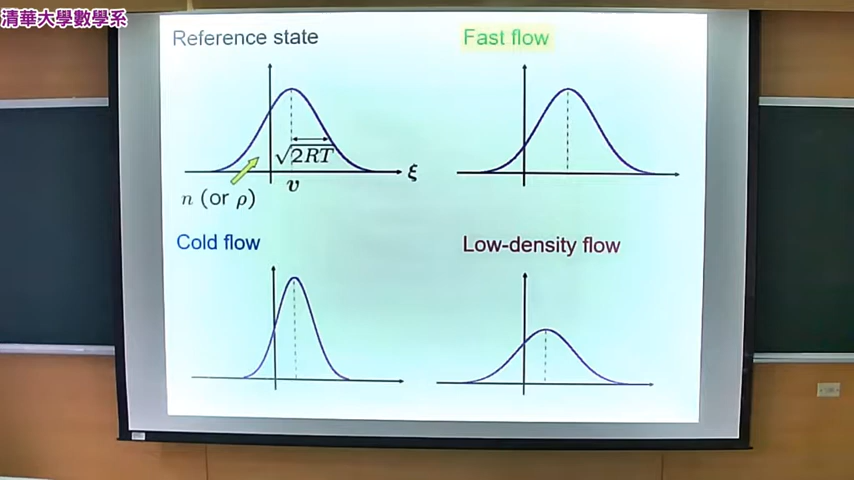 清華大學數學系
Reference state
Fast flow
√2RT
ξ
v
n (or ρ)
Cold flow
Low-density flow